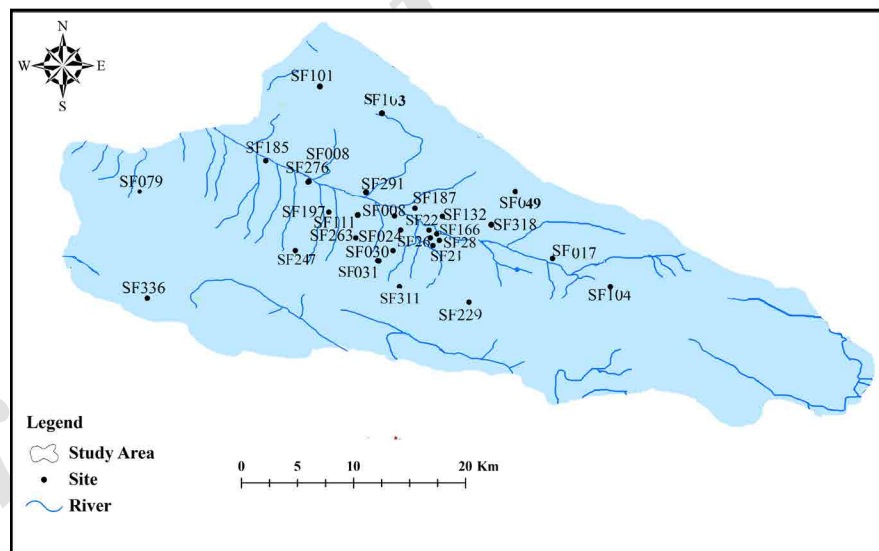 N
W E
S
SF101
SF103
SF185
SF008
SF276
SF079
SF291
SF187
SF049
SF197
SF111
SF008
SF22
SF132
SF318
SF263
SF024
SF166
SF26
SF28
SF247
SF030
SF21
SF017
SF031
SF336
SF311
SF229
SF104
Legend
Study Area
Site
River
0 5 10 20 Km